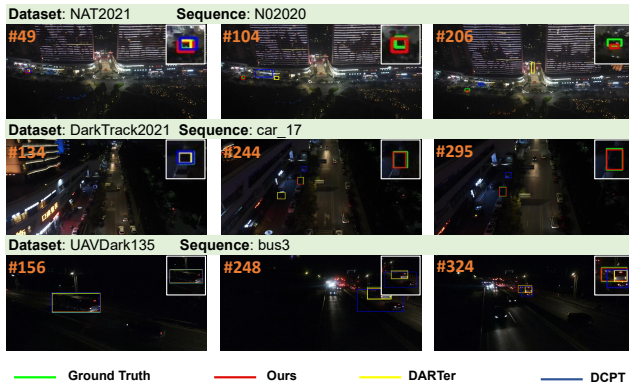 Dataset: NAT2021 Sequence: N02020
#49 #104 #206
Dataset: DarkTrack2021 Sequence: car_17
#134 #244 #295
Dataset: UAVDark135 Sequence: bus3
#156 #248 #324
Ground Truth Ours DARTer DCPT